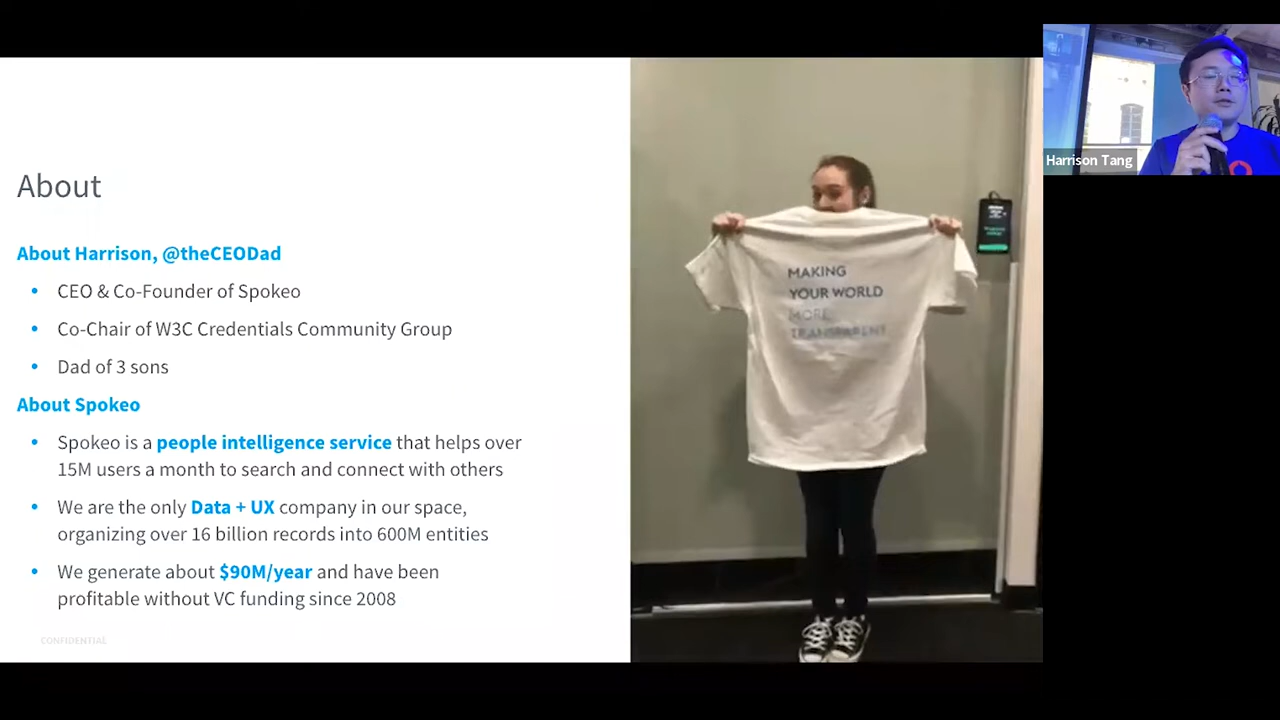 About
About Harrison, @theCEODad
• CEO & Co-Founder of Spokeo
• Co-Chair of W3C Credentials Community Group
• Dad of 3 sons
About Spokeo
• Spokeo is a people intelligence service that helps over
15M users a month to search and connect with others
• We are the only Data + UX company in our space,
organizing over 16 billion records into 600M entities
• We generate about $90M/year and have been
profitable without VC funding since 2008
CONFIDENTIAL
MAKING
YOUR WORLD
MORE
TRANSPARENT
Harrison Tang